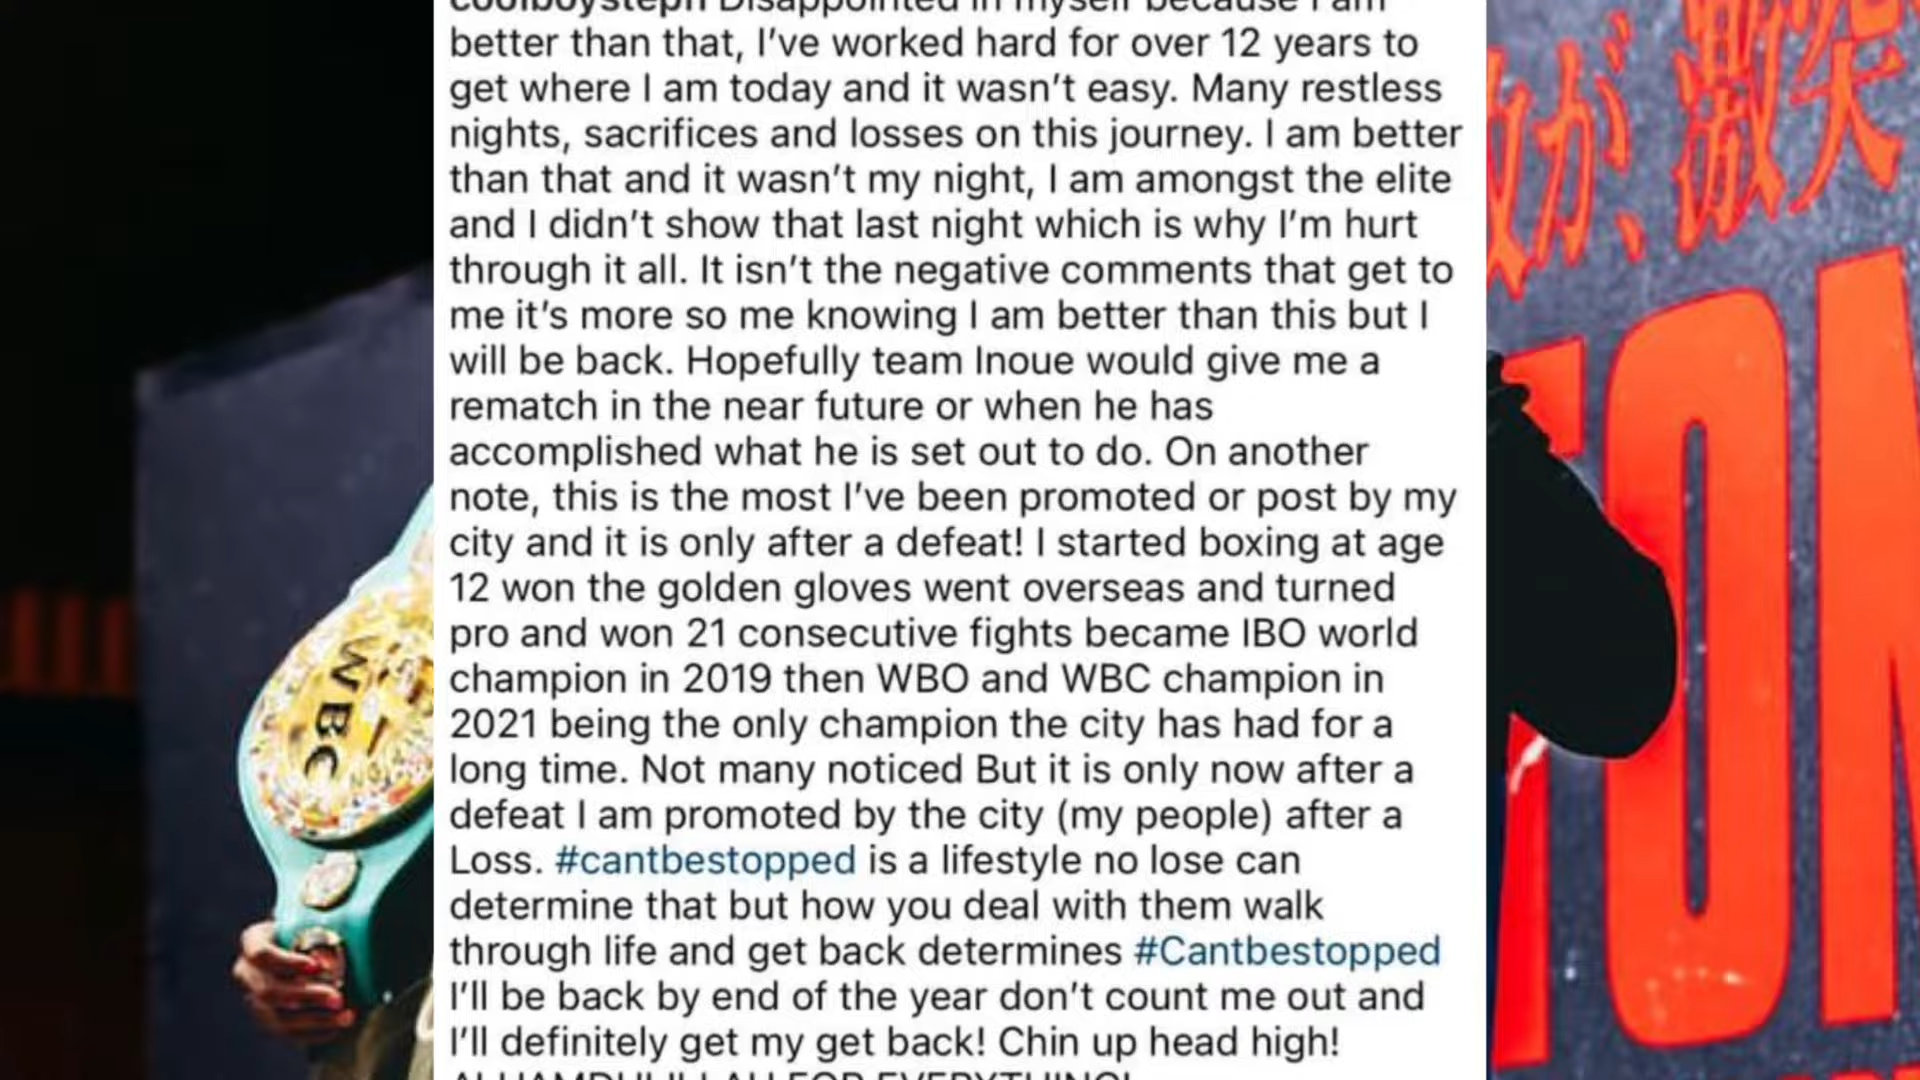 coolboysteph Disappointed in myself because I am
better than that, I’ve worked hard for over 12 years to
get where I am today and it wasn’t easy. Many restless
nights, sacrifices and losses on this journey. I am better
than that and it wasn’t my night, I am amongst the elite
and I didn’t show that last night which is why I’m hurt
through it all. It isn’t the negative comments that get to
me it’s more so me knowing I am better than this but I
will be back. Hopefully team Inoue would give me a
rematch in the near future or when he has
accomplished what he is set out to do. On another
note, this is the most I’ve been promoted or post by my
city and it is only after a defeat! I started boxing at age
12 won the golden gloves went overseas and turned
pro and won 21 consecutive fights became IBO world
champion in 2019 then WBO and WBC champion in
2021 being the only champion the city has had for a
long time. Not many noticed But it is only now after a
defeat I am promoted by the city (my people) after a
Loss. #cantbestopped is a lifestyle no lose can
determine that but how you deal with them walk
through life and get back determines #Cantbestopped
I’ll be back by end of the year don’t count me out and
I’ll definitely get my get back! Chin up head high!
ALHAMDULILLAH FOR EVERYTHING!
WBC
が、激突